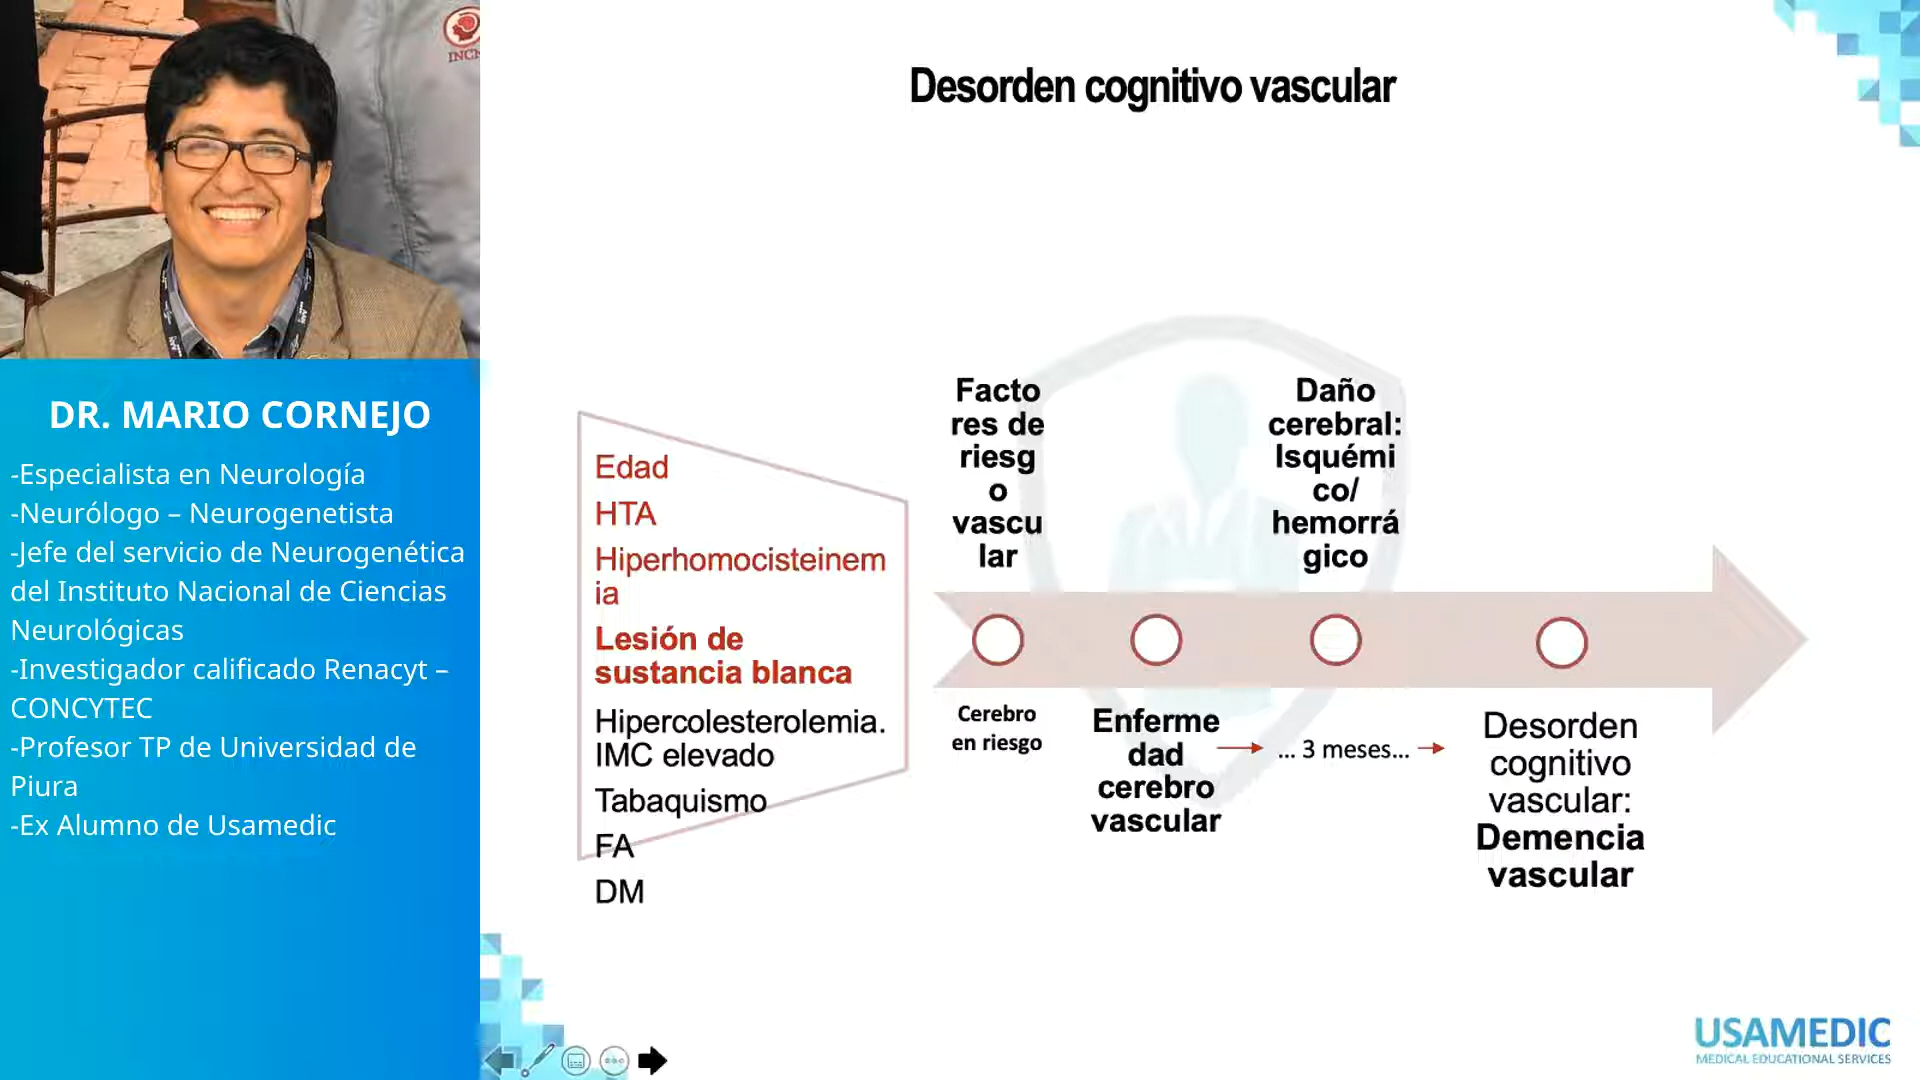 INCN
DR. MARIO CORNEJO
-Especialista en Neurología
-Neurólogo – Neurogenetista
-Jefe del servicio de Neurogenética
del Instituto Nacional de Ciencias
Neurológicas
-Investigador calificado Renacyt –
CONCYTEC
-Profesor TP de Universidad de
Piura
-Ex Alumno de Usamedic
Desorden cognitivo vascular
Edad
HTA
Hiperhomocisteinem
ia
Lesión de
sustancia blanca
Hipercolesterolemia.
IMC elevado
Tabaquismo
FA
DM
Facto
res de
riesg
o
vascu
lar
Cerebro
en riesgo
Enferme
dad
cerebro
vascular
Daño
cerebral:
Isquémi
co/
hemorrá
gico
... 3 meses...
Desorden
cognitivo
vascular:
Demencia
vascular
USAMEDIC
MEDICAL EDUCATIONAL SERVICES